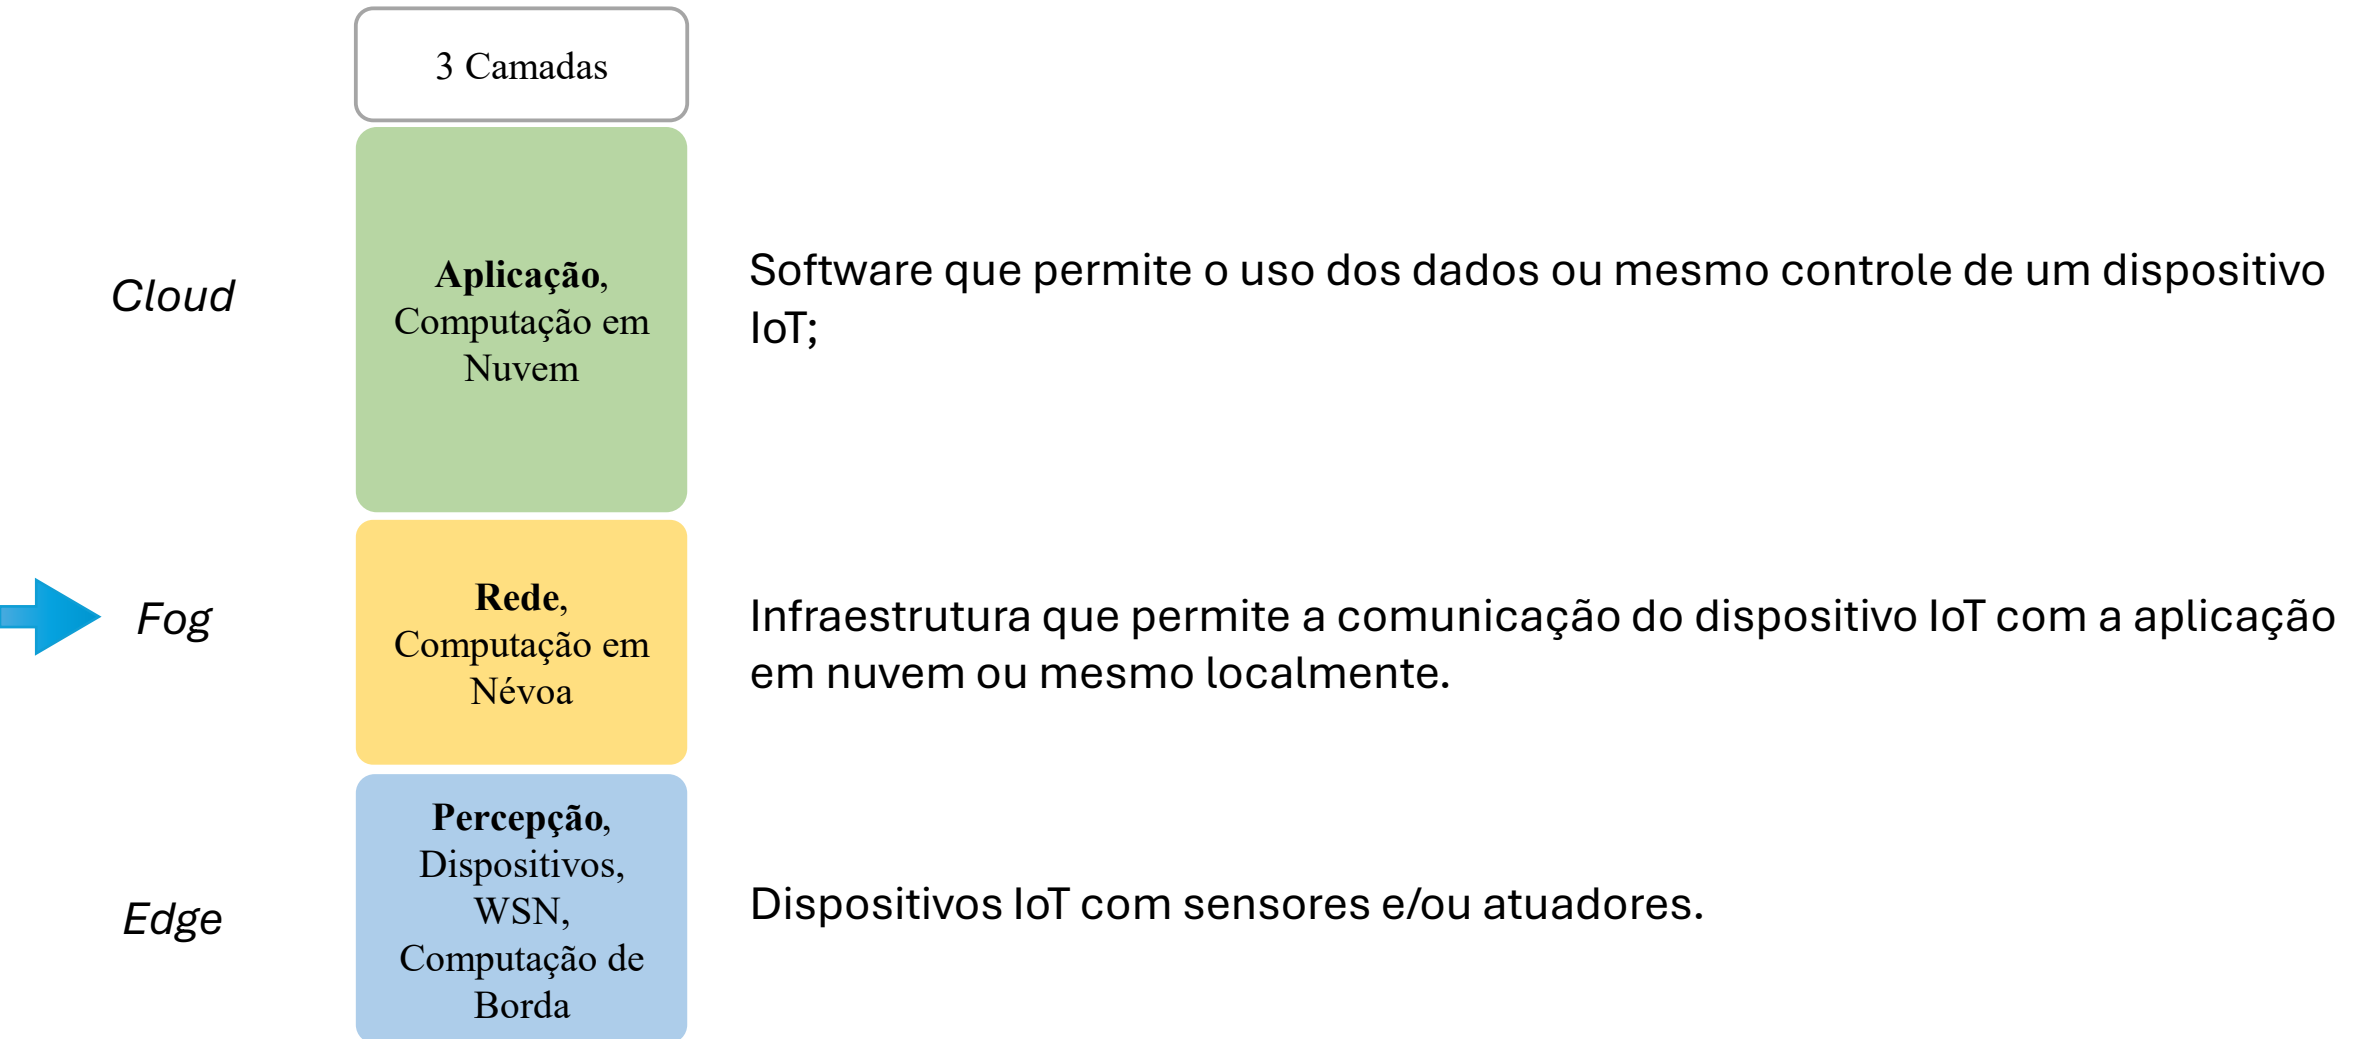 3 Camadas
Cloud
Aplicação,
Computação em
Nuvem
Software que permite o uso dos dados ou mesmo controle de um dispositivo
IoT;
Fog
Rede,
Computação em
Névoa
Infraestrutura que permite a comunicação do dispositivo IoT com a aplicação
em nuvem ou mesmo localmente.
Edge
Percepção,
Dispositivos,
WSN,
Computação de
Borda
Dispositivos IoT com sensores e/ou atuadores.